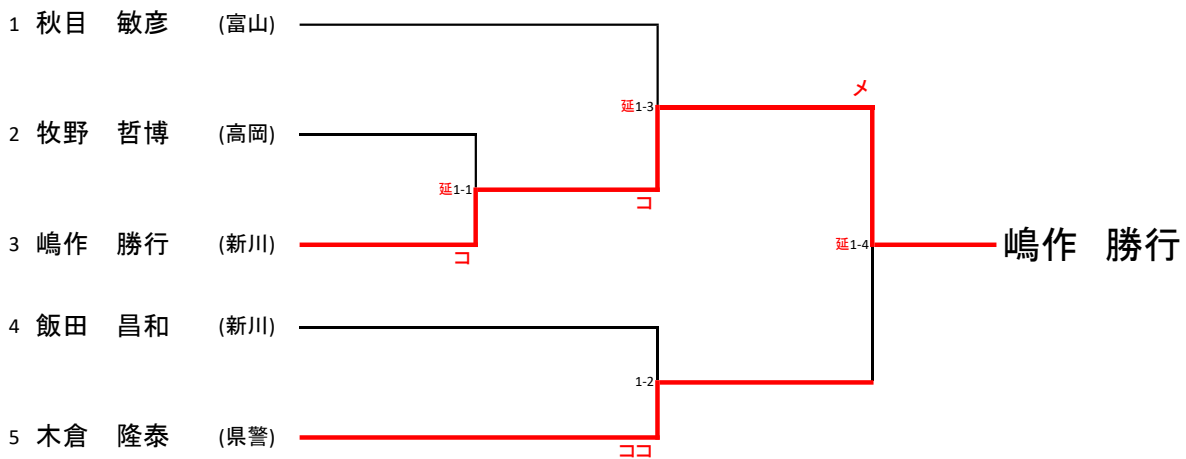 1 秋目 敏彦 (富山)
メ
延1-3
2 牧野 哲博 (高岡)
延1-1
コ
3 嶋作 勝行 (新川)
コ
延1-4
嶋作 勝行
4 飯田 昌和 (新川)
1-2
5 木倉 隆泰 (県警)
ココ